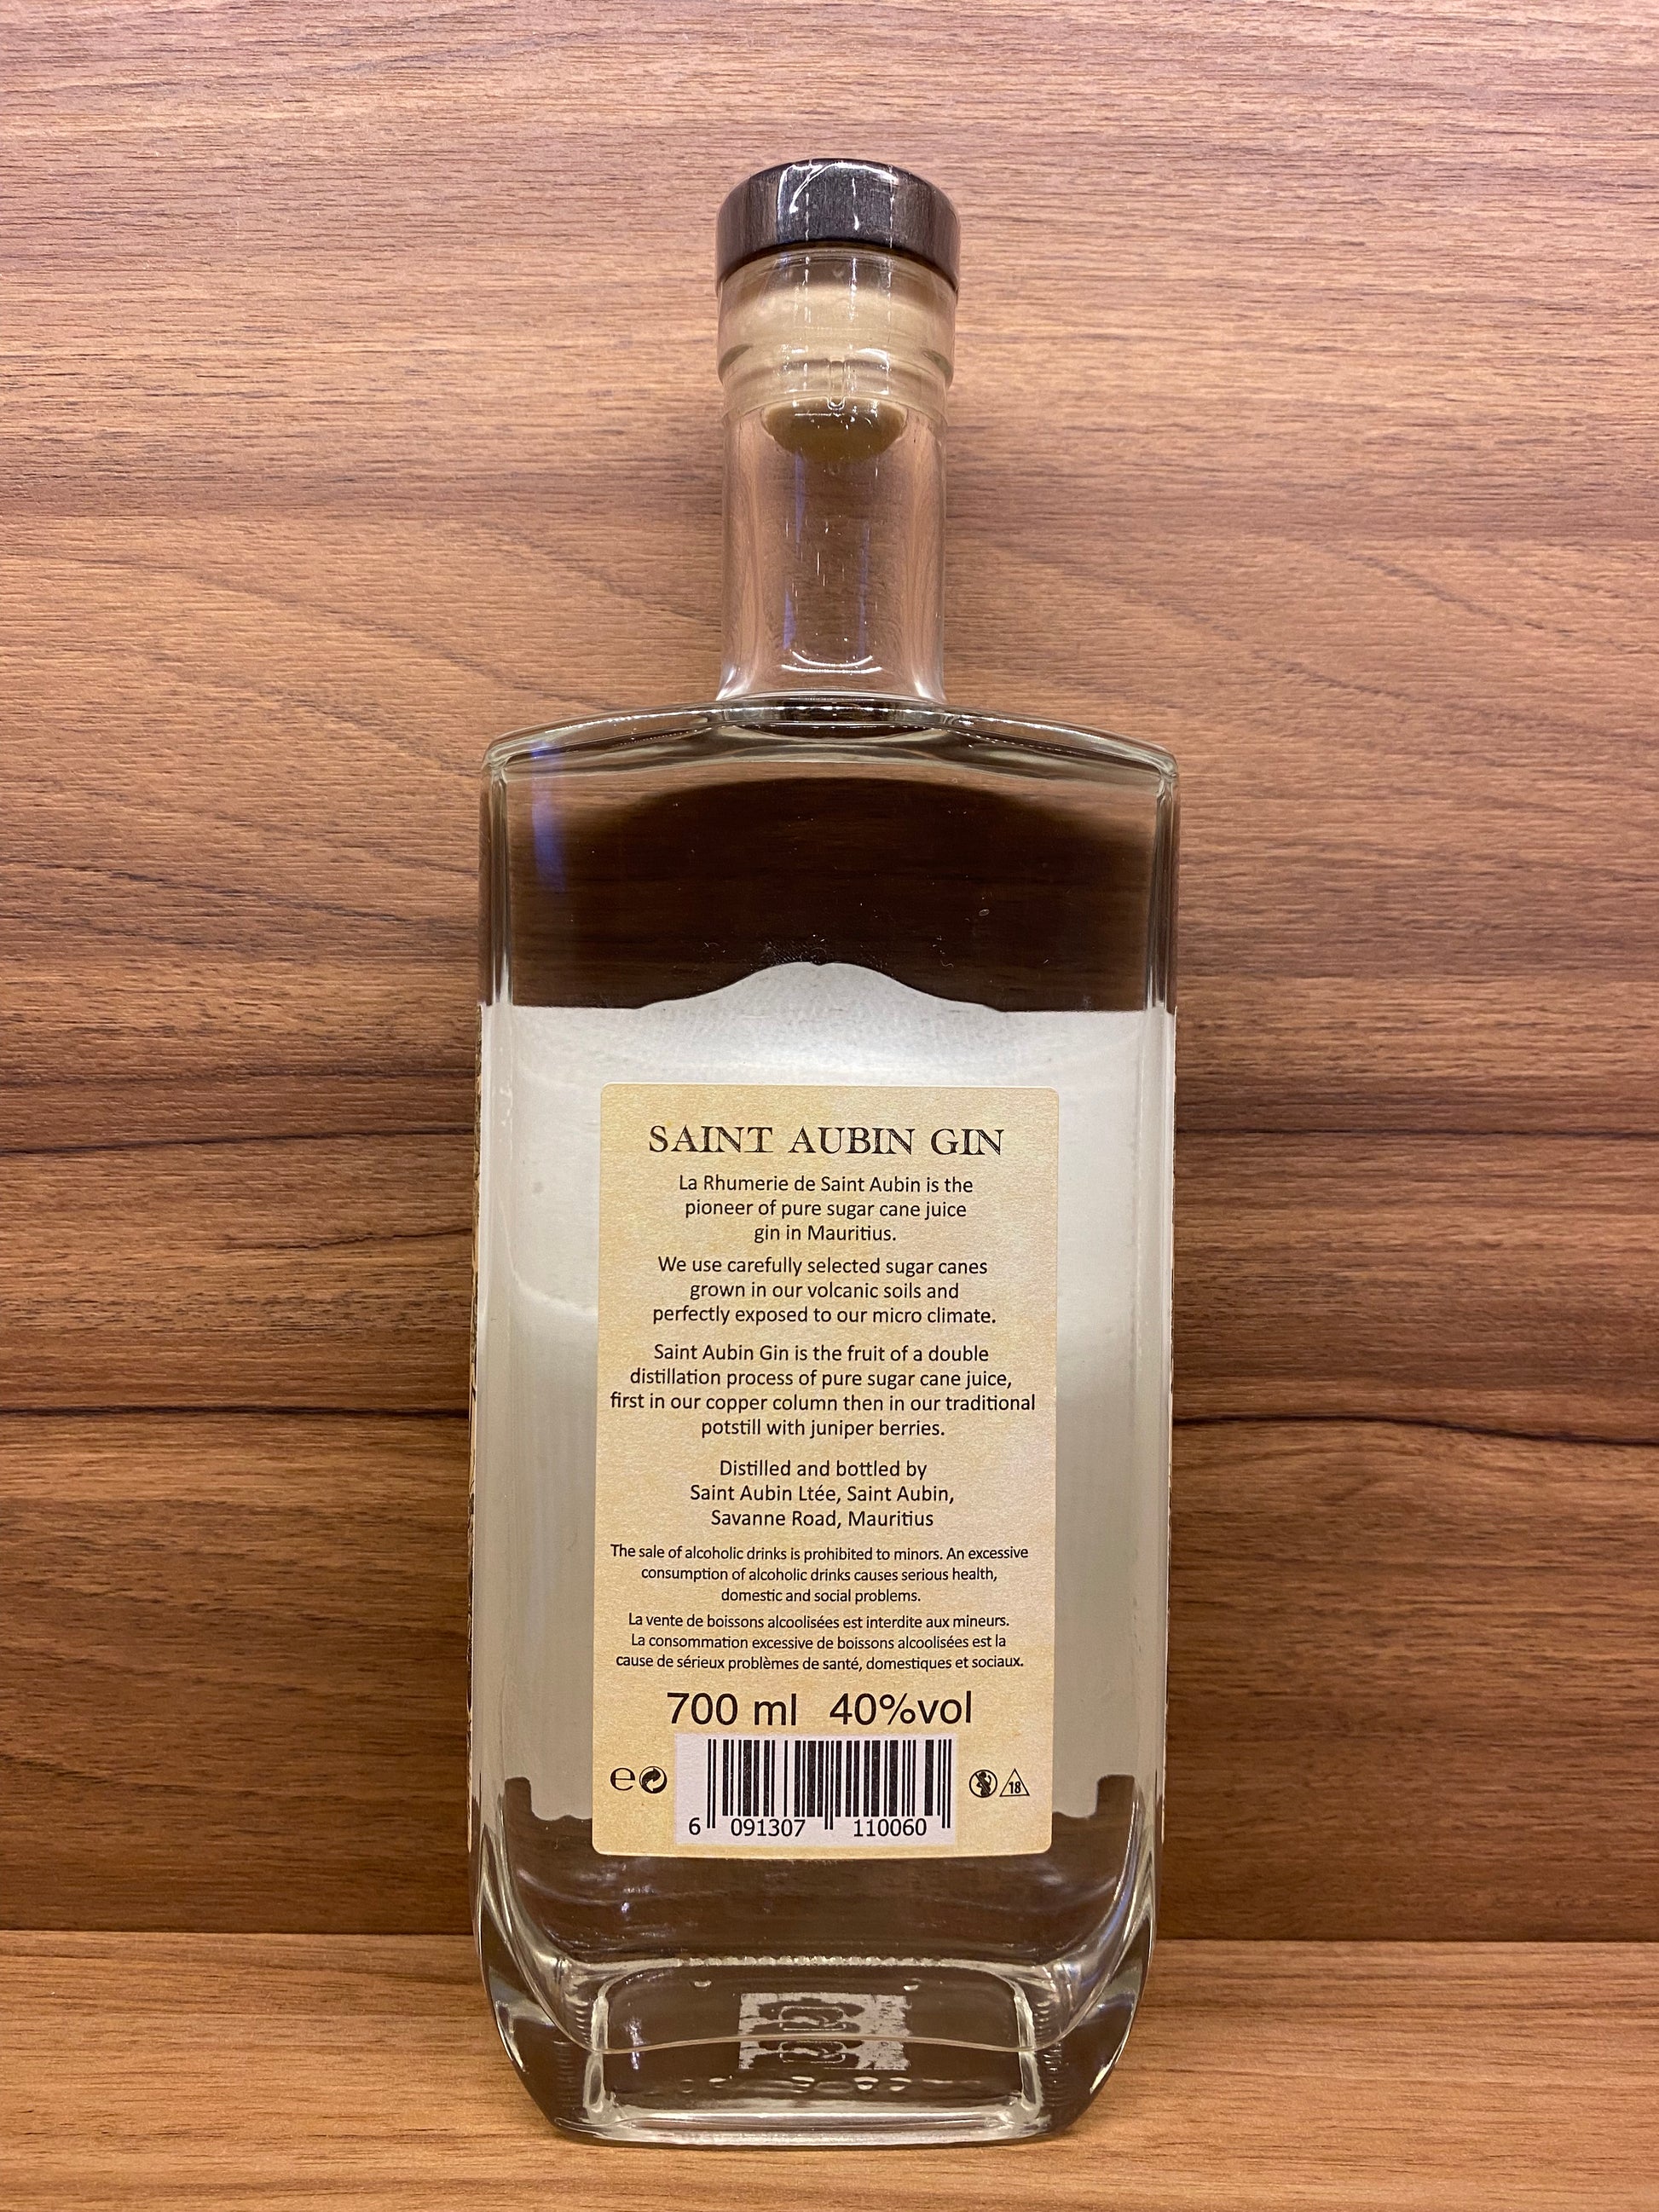 SAINT AUBIN GIN
La Rhumerie de Saint Aubin is the
pioneer of pure sugar cane juice
gin in Mauritius.
We use carefully selected sugar canes
grown in our volcanic soils and
perfectly exposed to our micro climate.
Saint Aubin Gin is the fruit of a double
distillation process of pure sugar cane juice,
first in our copper column then in our traditional
potstill with juniper berries.
Distilled and bottled by
Saint Aubin Ltée, Saint Aubin,
Savanne Road, Mauritius
The sale of alcoholic drinks is prohibited to minors. An excessive
consumption of alcoholic drinks causes serious health,
domestic and social problems.
La vente de boissons alcoolisées est interdite aux mineurs.
La consommation excessive de boissons alcoolisées est la
cause de sérieux problèmes de santé, domestiques et sociaux.
700 ml 40%vol
℮ 18
6 091307 110060